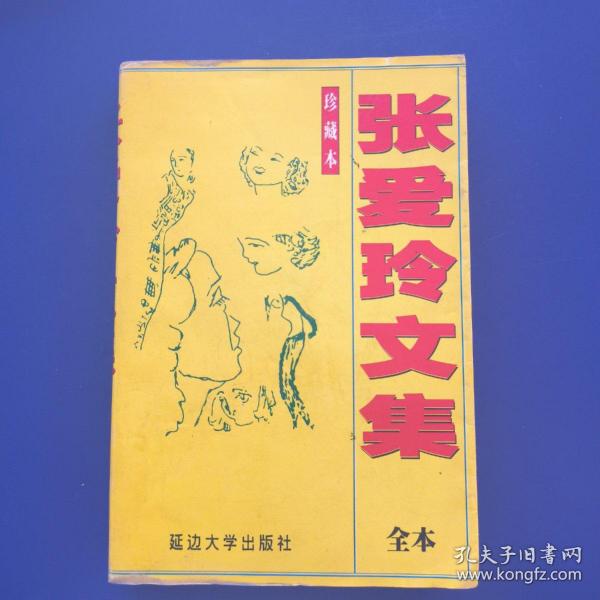 张爱玲文集
珍藏本
全本
延边大学出版社
孔夫子旧书网
www.kongfz.com